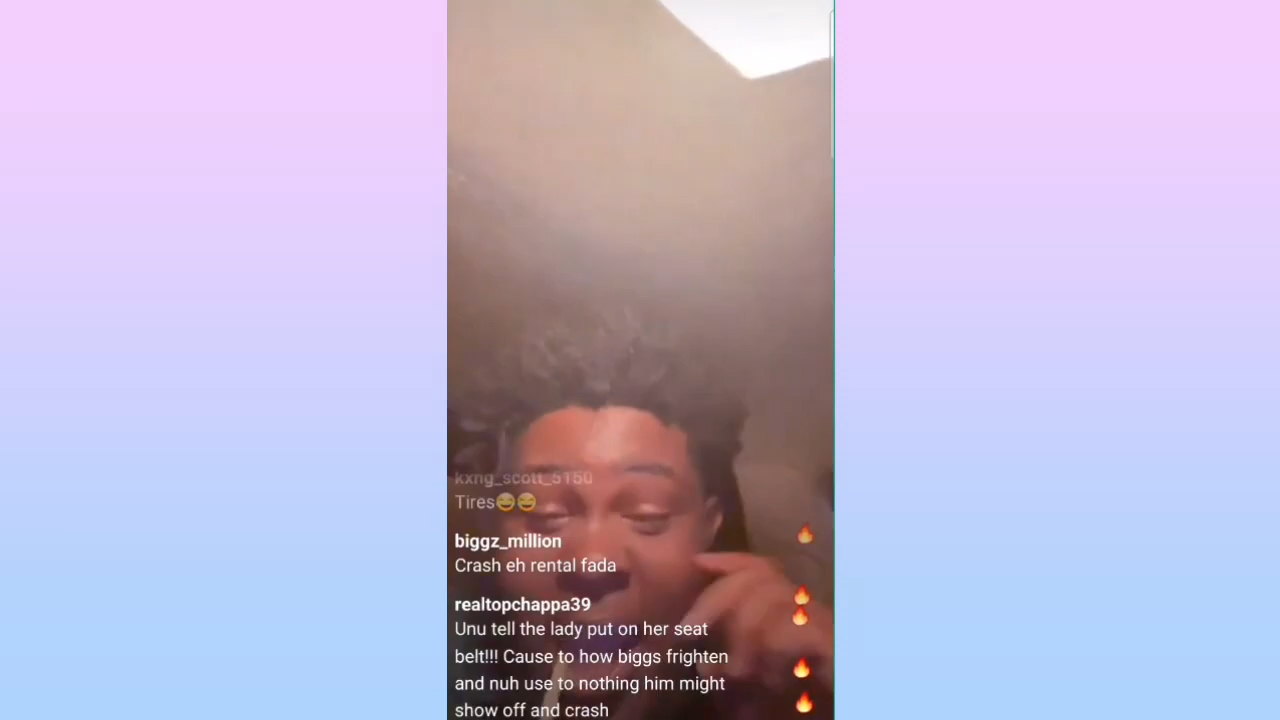 kxng_scott_5150
Tires😆😆
biggz_million
Crash eh rental fada
realtopchappa39
Unu tell the lady put on her seat
belt!!! Cause to how biggs frighten
and nuh use to nothing him might
show off and crash